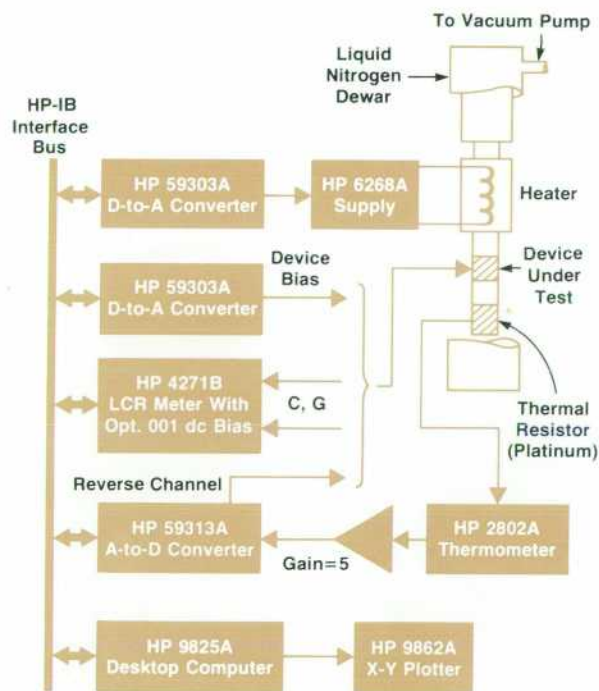 To Vacuum Pump
Liquid
Nitrogen
Dewar
HP-IB
Interface
Bus
HP 59303A
D-to-A Converter
HP 6268A
Supply
Heater
Device
Bias
HP 59303A
D-to-A Converter
Device
Under
Test
HP 4271B
LCR Meter With
Opt. 001 dc Bias
C, G
Thermal
Resistor
(Platinum)
Reverse Channel
HP 59313A
A-to-D Converter
Gain=5
HP 2802A
Thermometer
HP 9825A
Desktop Computer
HP 9862A
X-Y Plotter